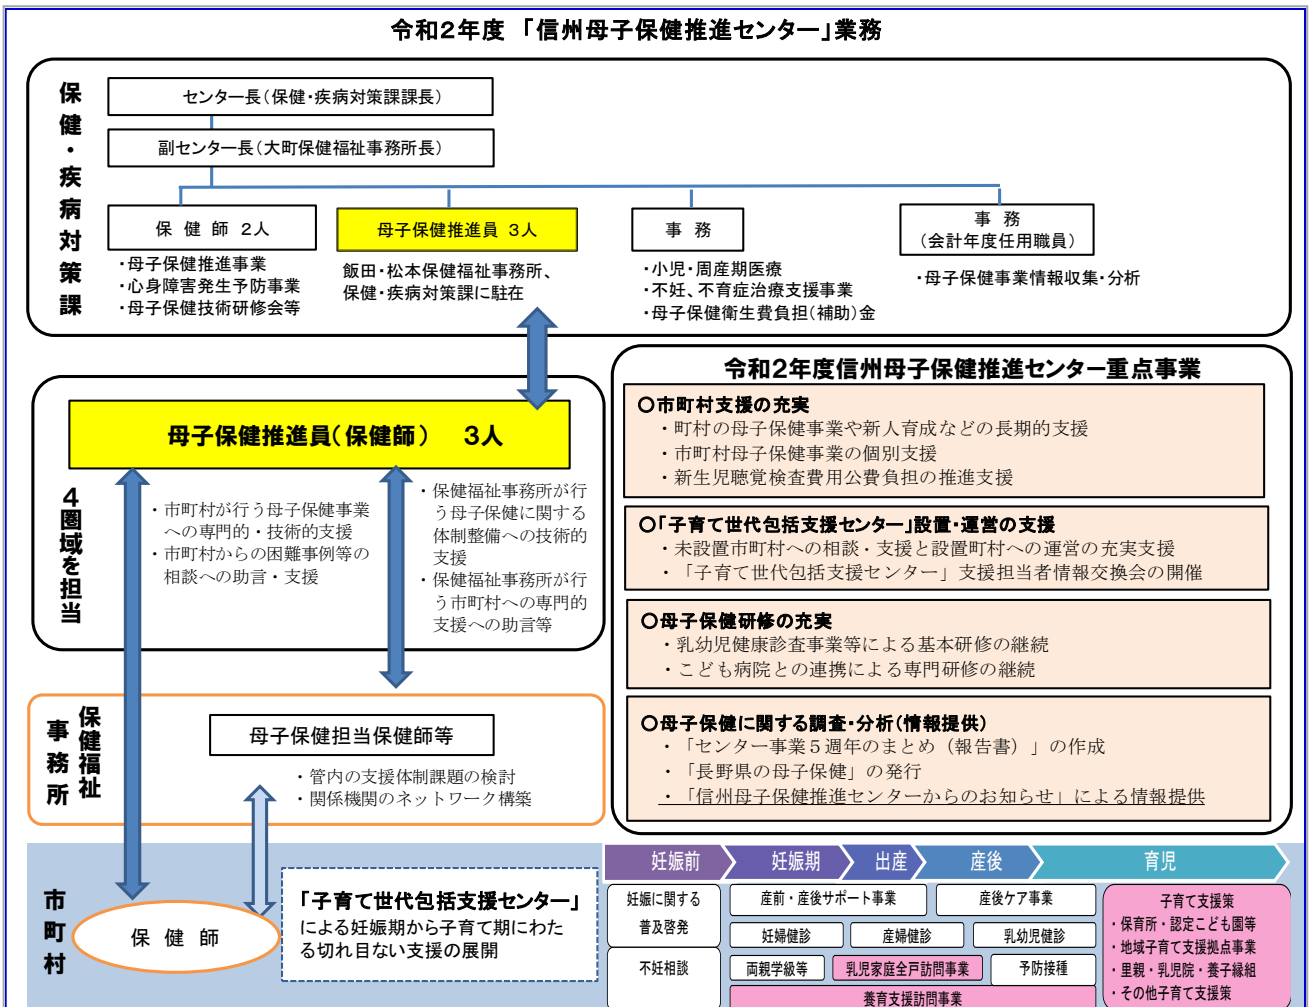 令和２年度 「信州母子保健推進センター」業務
保健・疾病対策課
センター長(保健・疾病対策課課長)
副センター長(大町保健福祉事務所長)
保 健 師 2人
・母子保健推進事業
・心身障害発生予防事業
・母子保健技術研修会等
母子保健推進員 3人
飯田・松本保健福祉事務所、
保健・疾病対策課に駐在
事 務
・小児・周産期医療
・不妊、不育症治療支援事業
・母子保健衛生費負担(補助)金
事 務
(会計年度任用職員)
・母子保健事業情報収集・分析
4圏域を担当
母子保健推進員(保健師) 3人
・市町村が行う母子保健事業
への専門的・技術的支援
・市町村からの困難事例等の
相談への助言・支援
・保健福祉事務所が行
う母子保健に関する
体制整備への技術的
支援
・保健福祉事務所が行
う市町村への専門的
支援への助言等
令和２年度信州母子保健推進センター重点事業
○市町村支援の充実
・町村の母子保健事業や新人育成などの長期的支援
・市町村母子保健事業の個別支援
・新生児聴覚検査費用公費負担の推進支援
○「子育て世代包括支援センター」設置・運営の支援
・未設置市町村への相談・支援と設置町村への運営の充実支援
・「子育て世代包括支援センター」支援担当者情報交換会の開催
○母子保健研修の充実
・乳幼児健康診査事業等による基本研修の継続
・こども病院との連携による専門研修の継続
○母子保健に関する調査・分析(情報提供)
・「センター事業５週年のまとめ（報告書）」の作成
・「長野県の母子保健」の発行
・「信州母子保健推進センターからのお知らせ」による情報提供
保健福祉
事務所
母子保健担当保健師等
・管内の支援体制課題の検討
・関係機関のネットワーク構築
市町村
保 健 師
「子育て世代包括支援センター」
による妊娠期から子育て期にわた
る切れ目ない支援の展開
妊娠前
妊娠期
出産
産後
育児
妊娠に関する
普及啓発
不妊相談
産前・産後サポート事業
産後ケア事業
妊婦健診
産婦健診
乳幼児健診
両親学級等
乳児家庭全戸訪問事業
予防接種
養育支援訪問事業
子育て支援策
・保育所・認定こども園等
・地域子育て支援拠点事業
・里親・乳児院・養子縁組
・その他子育て支援策